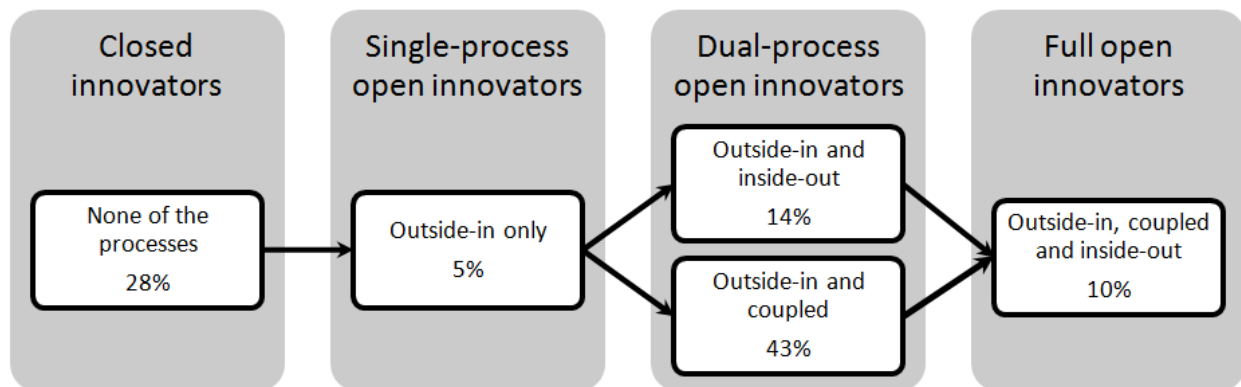 Closed
innovators
None of the
processes
28%
Single-process
open innovators
Outside-in only
5%
Dual-process
open innovators
Outside-in and
inside-out
14%
Outside-in and
coupled
43%
Full open
innovators
Outside-in, coupled
and inside-out
10%